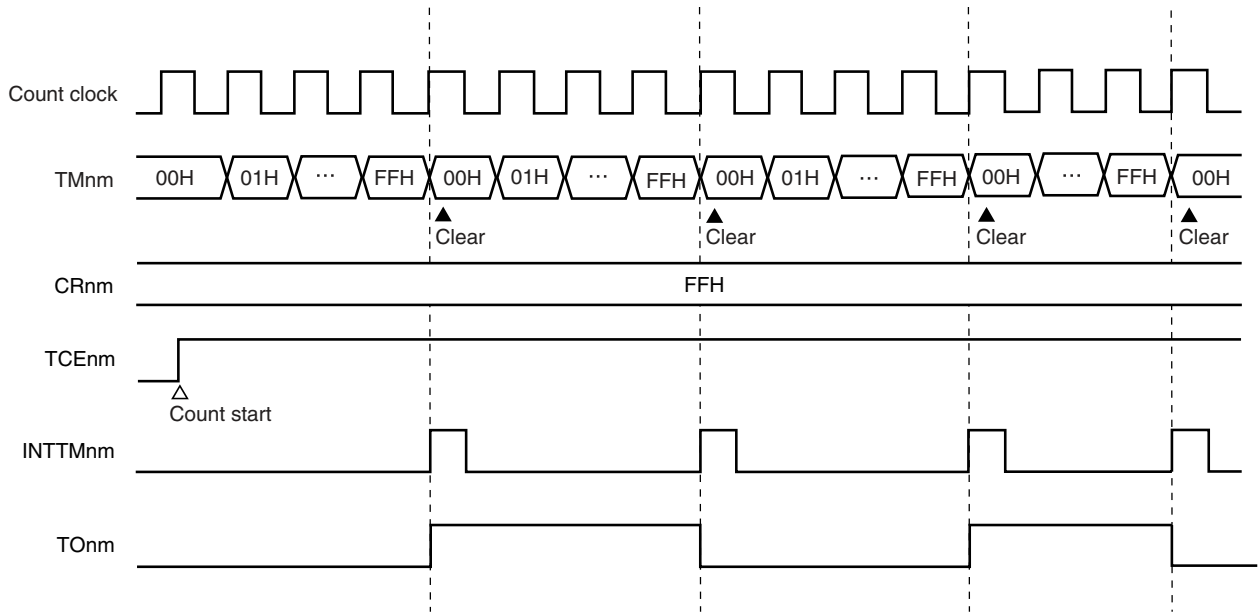 Count clock
TMnm 00H 01H ... FFH 00H 01H ... FFH 00H 01H ... FFH 00H ... FFH 00H
Clear Clear Clear Clear
CRnm FFH
TCEnm
Count start
INTTMnm
TOnm